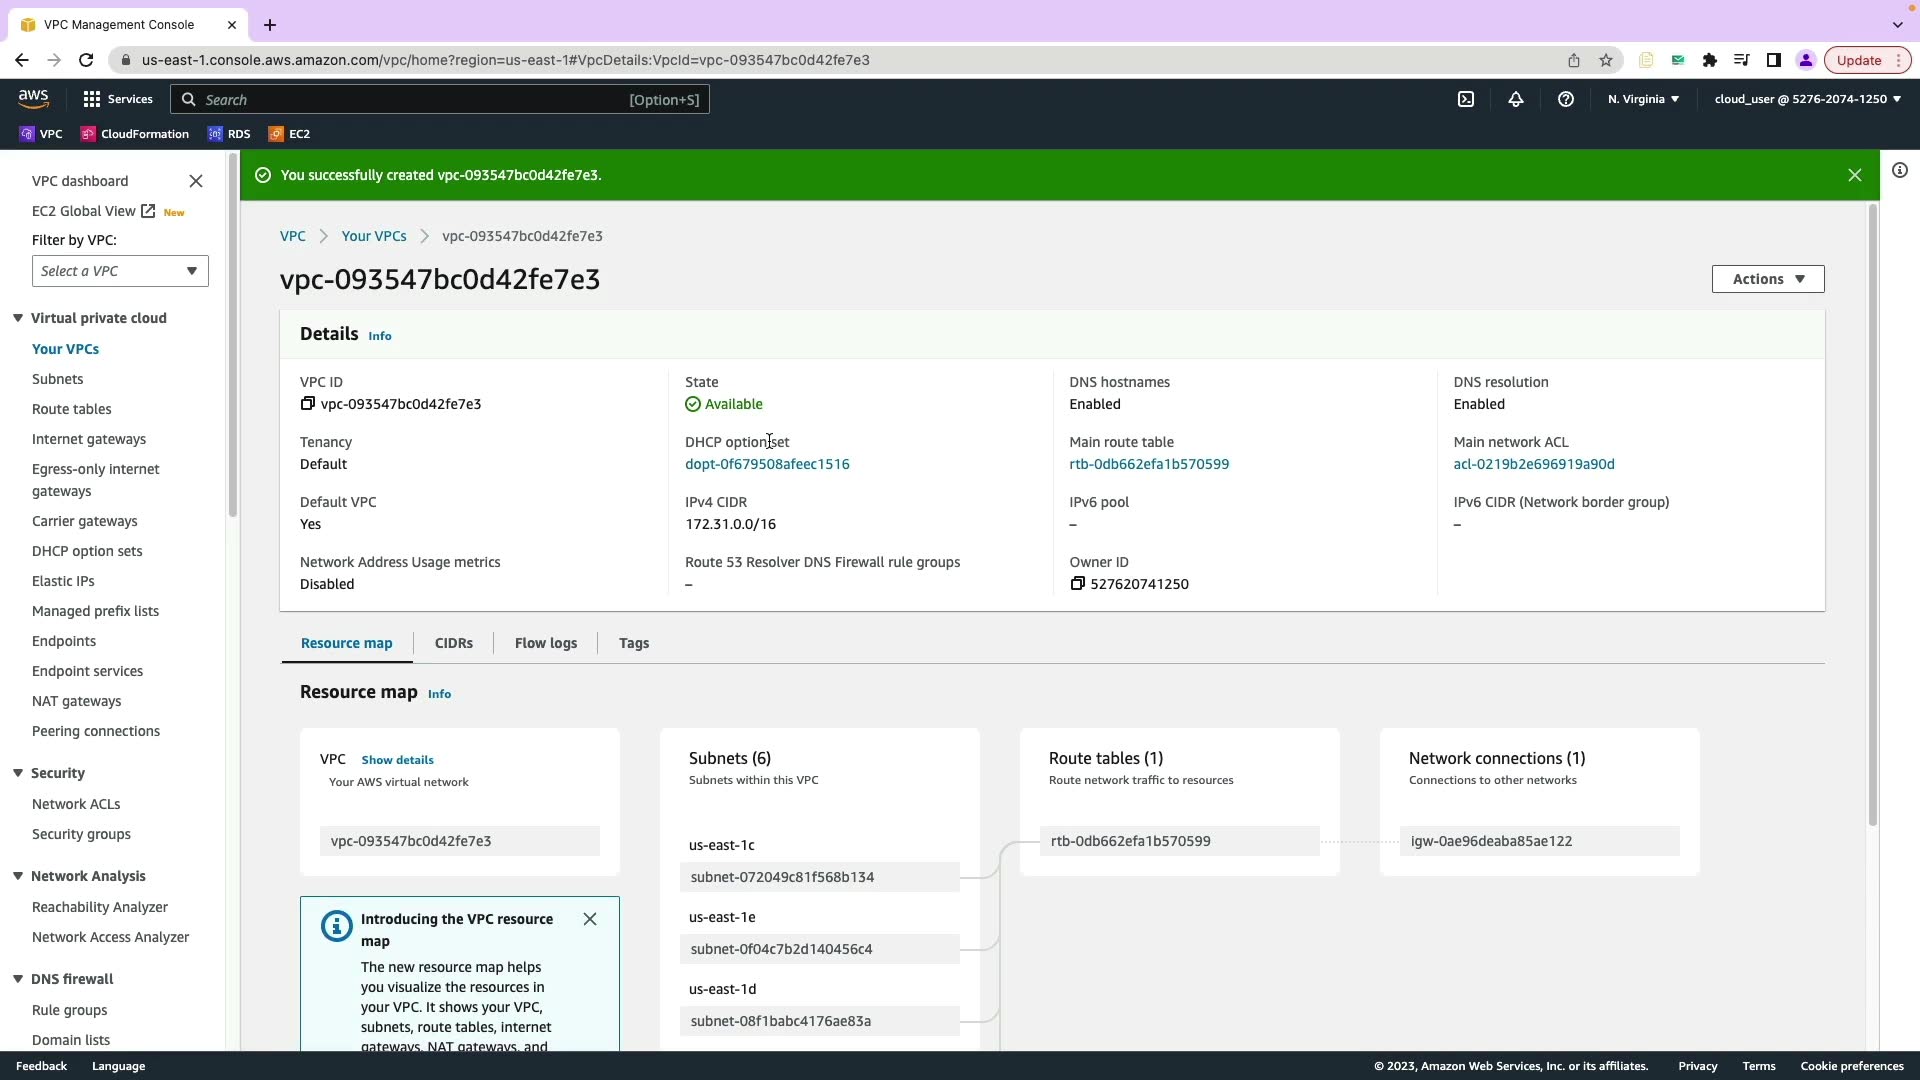 VPC Management Console
us-east-1.console.aws.amazon.com/vpc/home?region=us-east-1#VpcDetails:VpcId=vpc-093547bc0d42fe7e3
Update
aws
Services
Search
[Option+S]
N. Virginia
cloud_user @ 5276-2074-1250
VPC
CloudFormation
RDS
EC2
VPC dashboard
EC2 Global View New
Filter by VPC:
Select a VPC
Virtual private cloud
Your VPCs
Subnets
Route tables
Internet gateways
Egress-only internet
gateways
Carrier gateways
DHCP option sets
Elastic IPs
Managed prefix lists
Endpoints
Endpoint services
NAT gateways
Peering connections
Security
Network ACLs
Security groups
Network Analysis
Reachability Analyzer
Network Access Analyzer
DNS firewall
Rule groups
Domain lists
You successfully created vpc-093547bc0d42fe7e3.
VPC
Your VPCs
vpc-093547bc0d42fe7e3
vpc-093547bc0d42fe7e3
Actions
Details Info
VPC ID
vpc-093547bc0d42fe7e3
State
Available
DNS hostnames
Enabled
DNS resolution
Enabled
Tenancy
Default
DHCP option set
dopt-0f679508afeec1516
Main route table
rtb-0db662efa1b570599
Main network ACL
acl-0219b2e696919a90d
Default VPC
Yes
IPv4 CIDR
172.31.0.0/16
IPv6 pool
–
IPv6 CIDR (Network border group)
–
Network Address Usage metrics
Disabled
Route 53 Resolver DNS Firewall rule groups
–
Owner ID
527620741250
Resource map
CIDRs
Flow logs
Tags
Resource map Info
VPC Show details
Your AWS virtual network
vpc-093547bc0d42fe7e3
Introducing the VPC resource
map
The new resource map helps
you visualize the resources in
your VPC. It shows your VPC,
subnets, route tables, internet
gateways, NAT gateways, and
Subnets (6)
Subnets within this VPC
us-east-1c
subnet-072049c81f568b134
us-east-1e
subnet-0f04c7b2d140456c4
us-east-1d
subnet-08f1babc4176ae83a
Route tables (1)
Route network traffic to resources
rtb-0db662efa1b570599
Network connections (1)
Connections to other networks
igw-0ae96deaba85ae122
Feedback
Language
© 2023, Amazon Web Services, Inc. or its affiliates.
Privacy
Terms
Cookie preferences